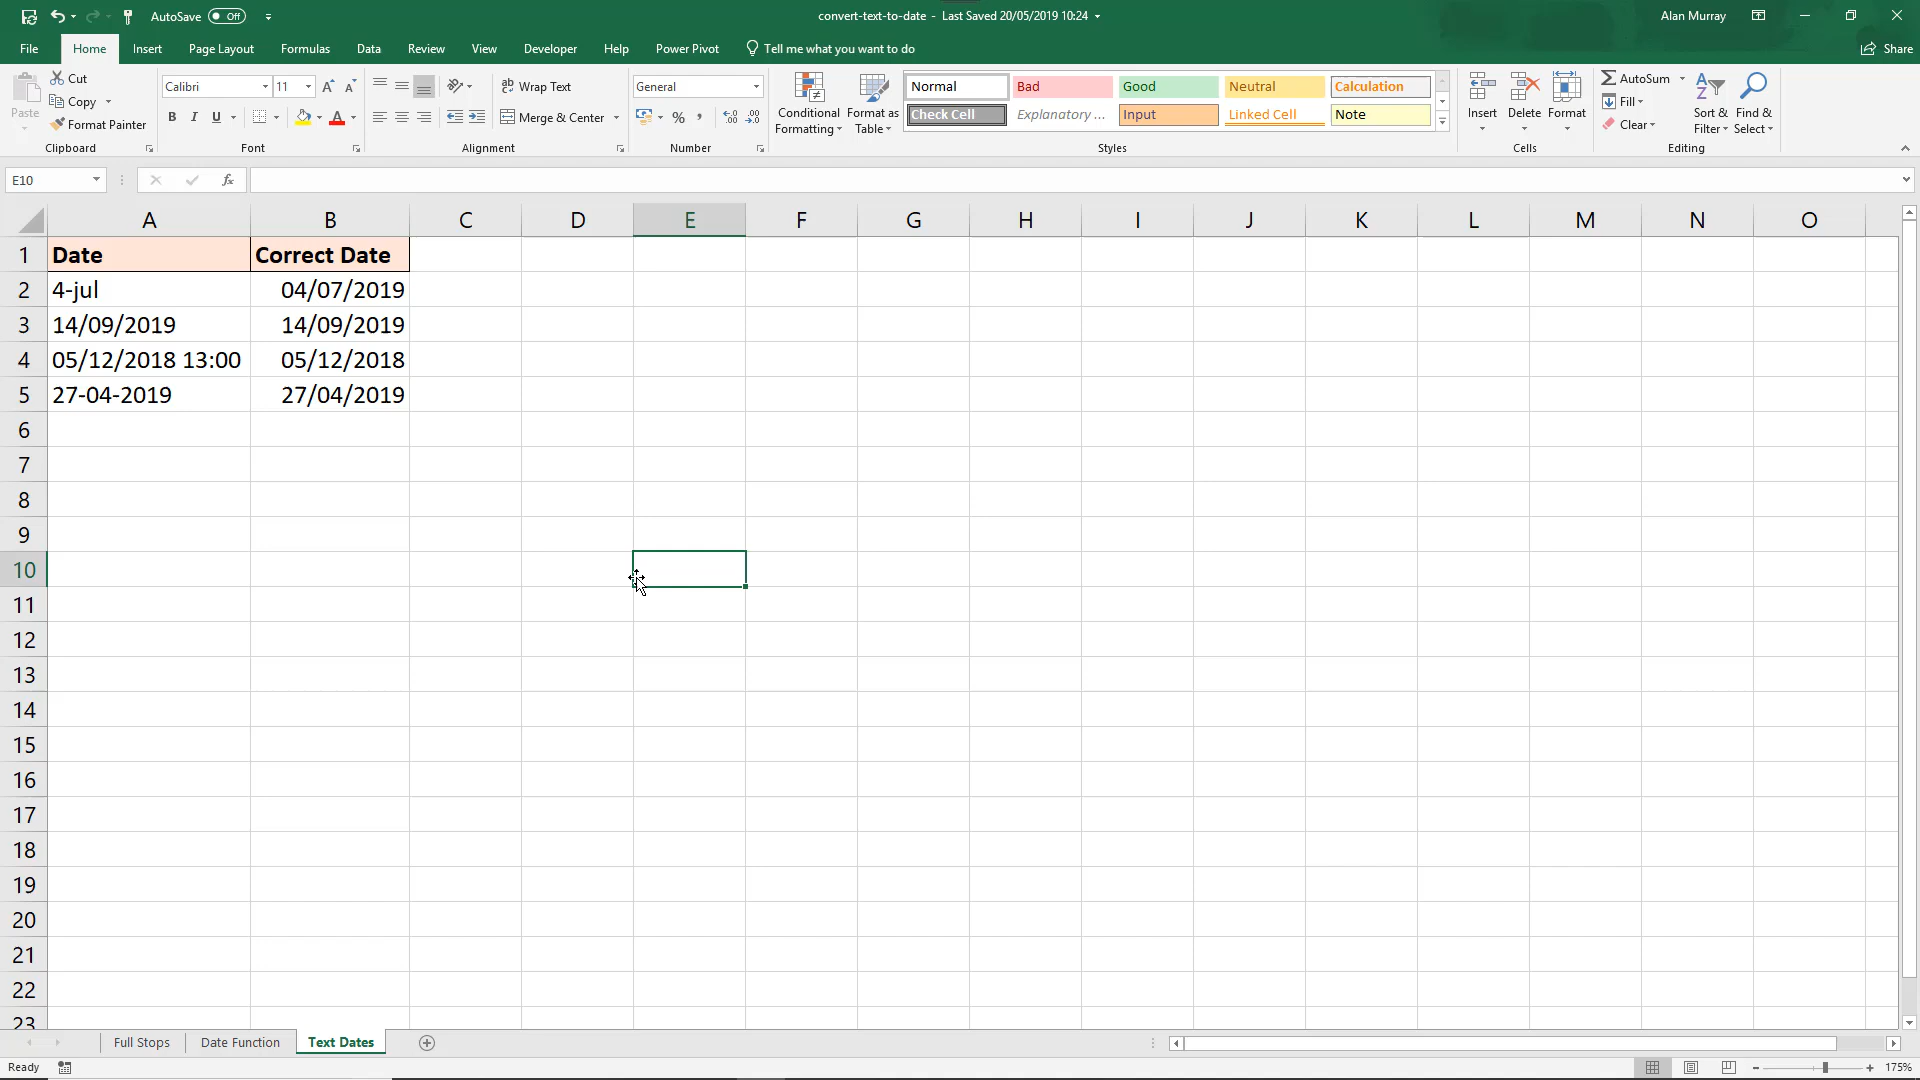 AutoSave Off
convert-text-to-date - Last Saved 20/05/2019 10:24
Alan Murray
File Home Insert Page Layout Formulas Data Review View Developer Help Power Pivot Tell me what you want to do Share
Paste
Cut
Copy
Format Painter
Clipboard
Calibri 11
B I U
Font
Wrap Text
Merge & Center
Alignment
General
Number
Conditional Formatting
Format as Table
Normal Bad Good Neutral Calculation
Check Cell Explanatory ... Input Linked Cell Note
Styles
Insert Delete Format
Cells
AutoSum
Fill
Clear
Sort & Filter
Find & Select
Editing
E10 fx
A B C D E F G H I J K L M N O
1 Date Correct Date
2 4-jul 04/07/2019
3 14/09/2019 14/09/2019
4 05/12/2018 13:00 05/12/2018
5 27-04-2019 27/04/2019
6
7
8
9
10
11
12
13
14
15
16
17
18
19
20
21
22
23
Full Stops Date Function Text Dates
Ready 175%